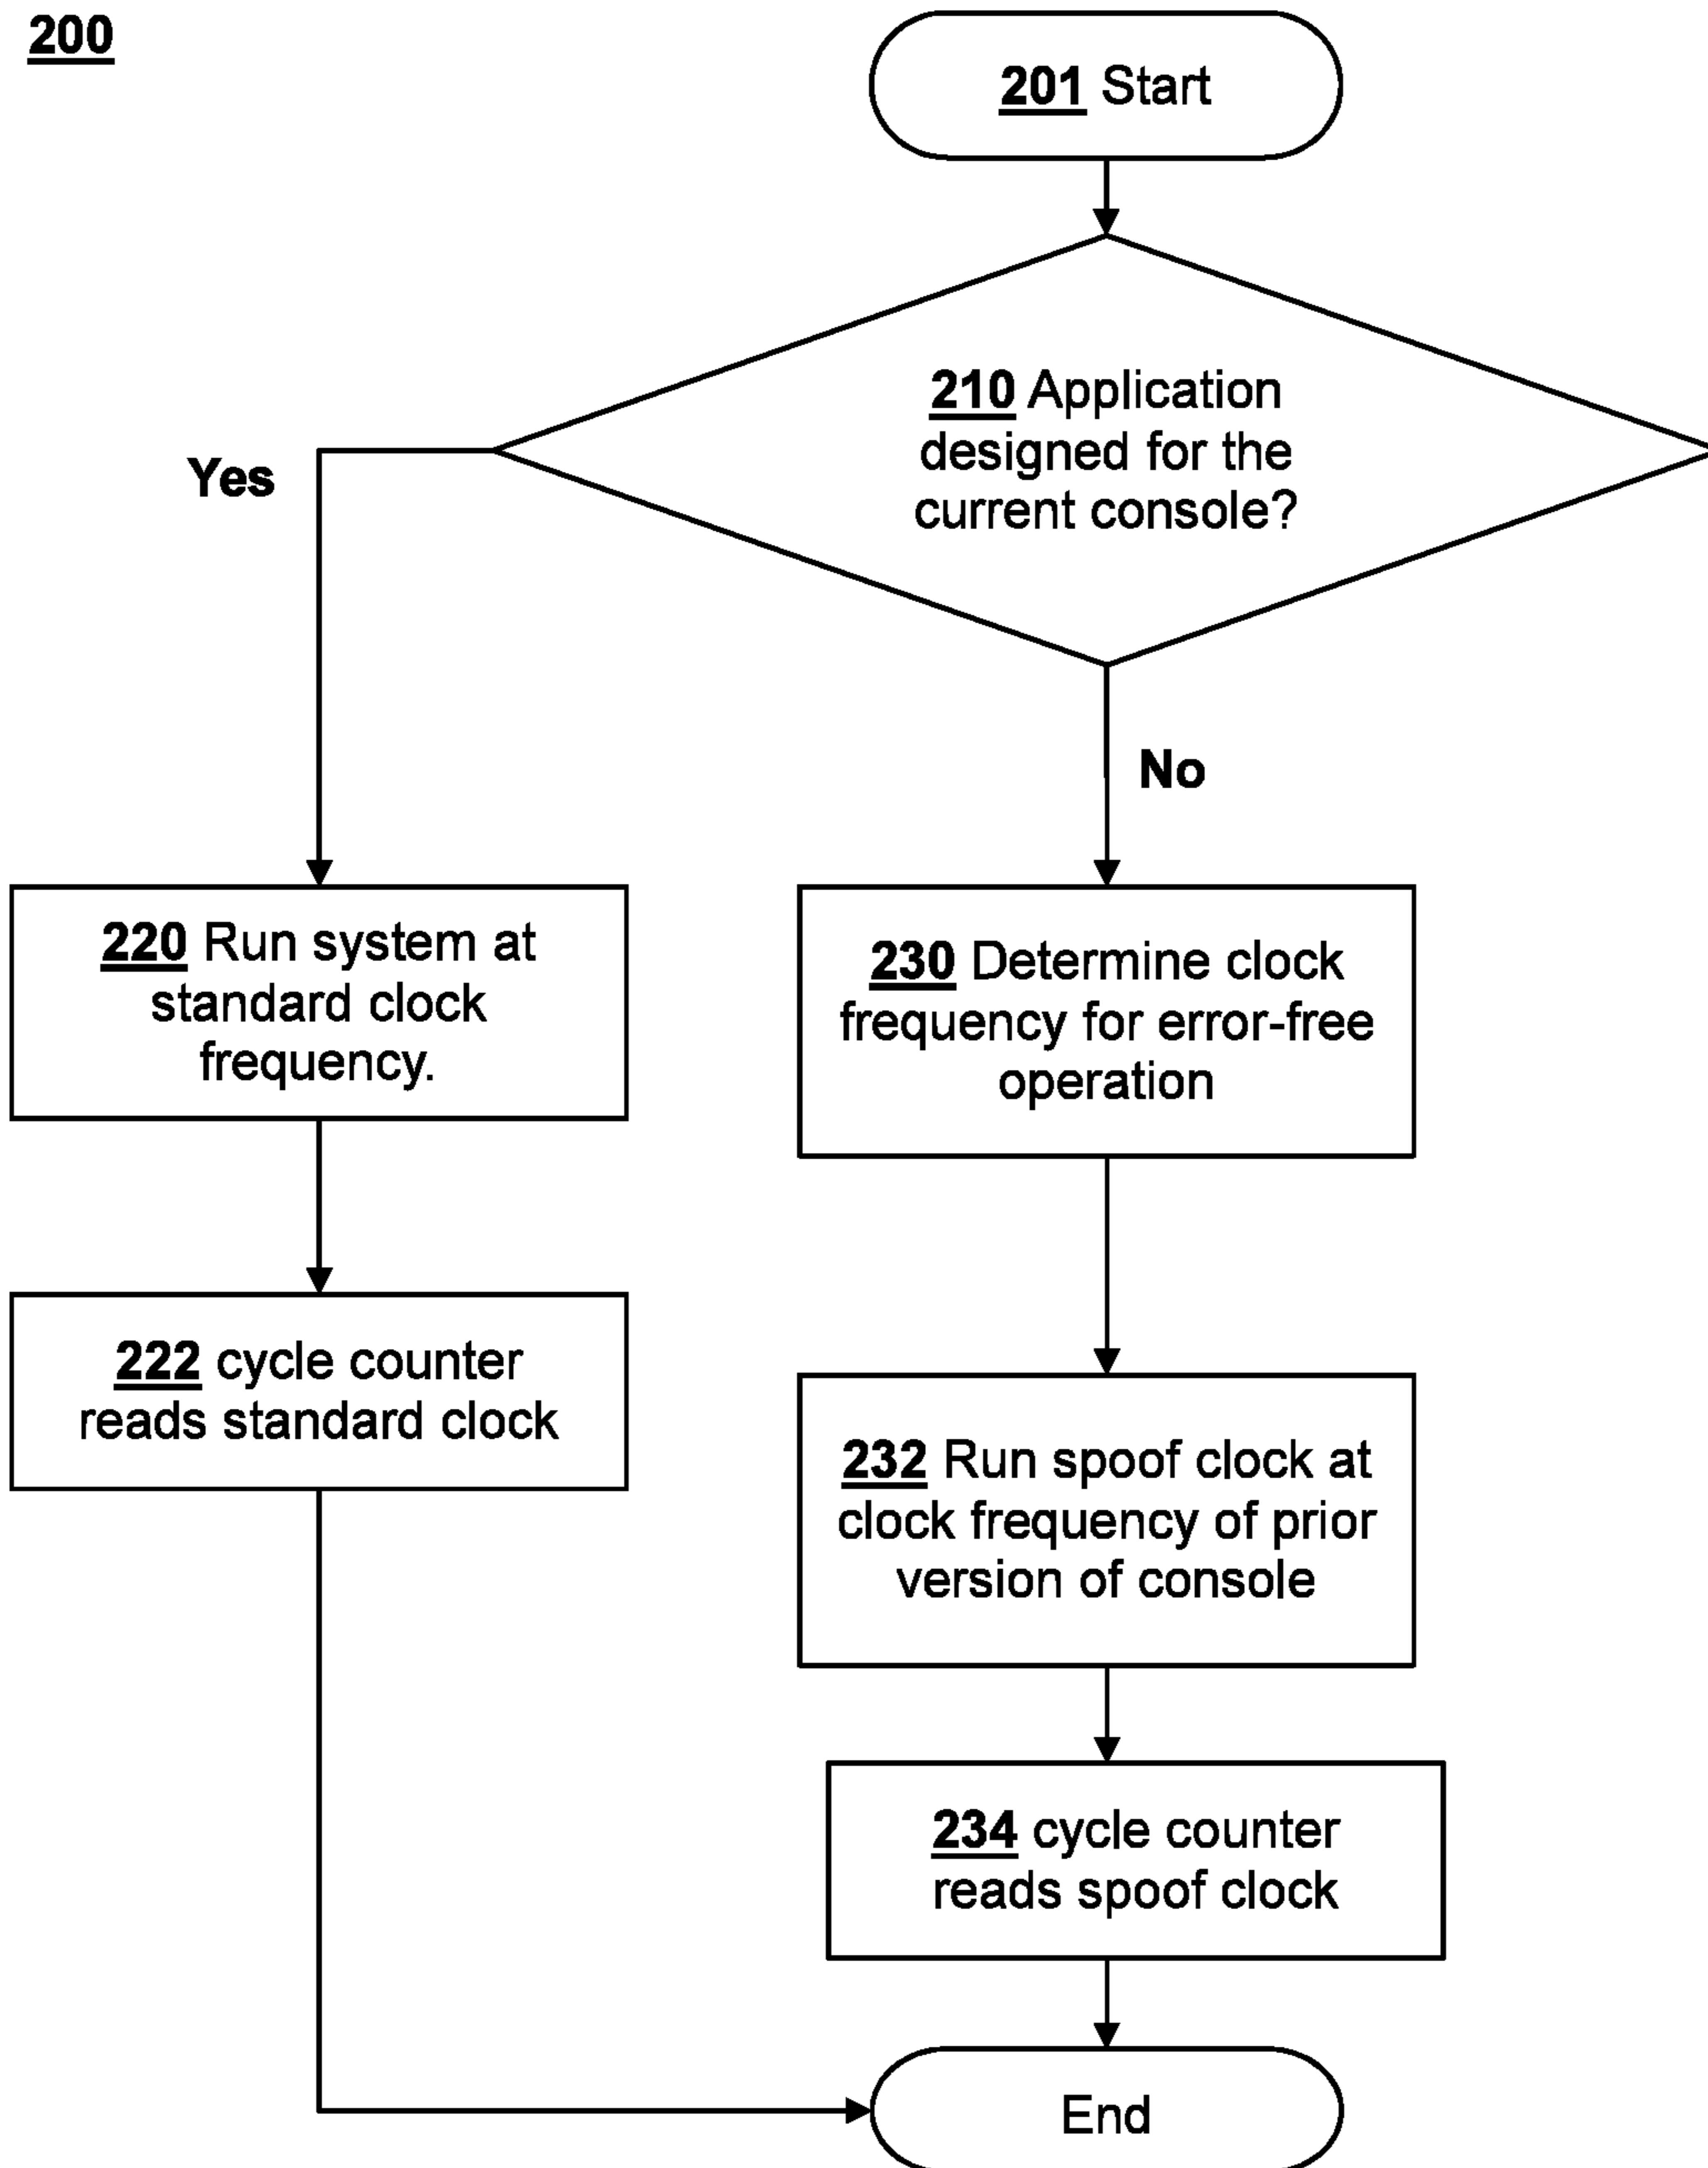 200
201 Start
210 Application
designed for the
current console?
Yes
No
220 Run system at
standard clock
frequency.
230 Determine clock
frequency for error-free
operation
222 cycle counter
reads standard clock
232 Run spoof clock at
clock frequency of prior
version of console
234 cycle counter
reads spoof clock
End